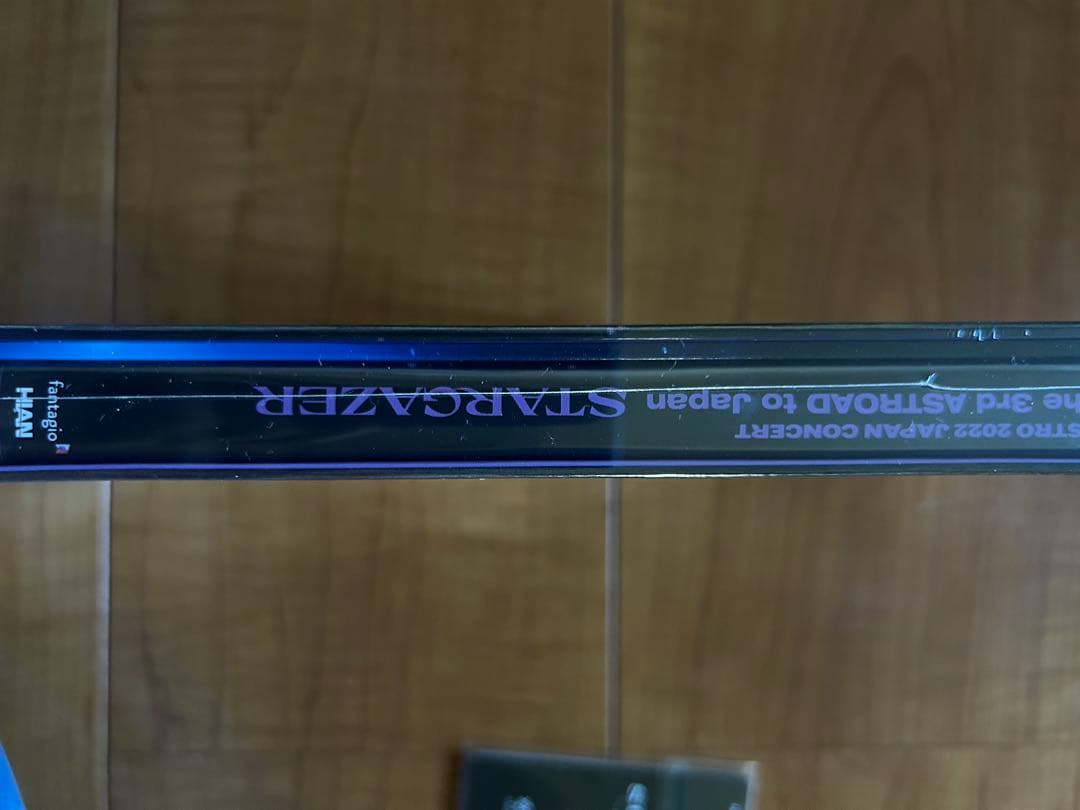 STRO 2022 JAPAN CONCERT
he 3rd ASTROAD to Japan STARGAZER
fantagio
HIAN